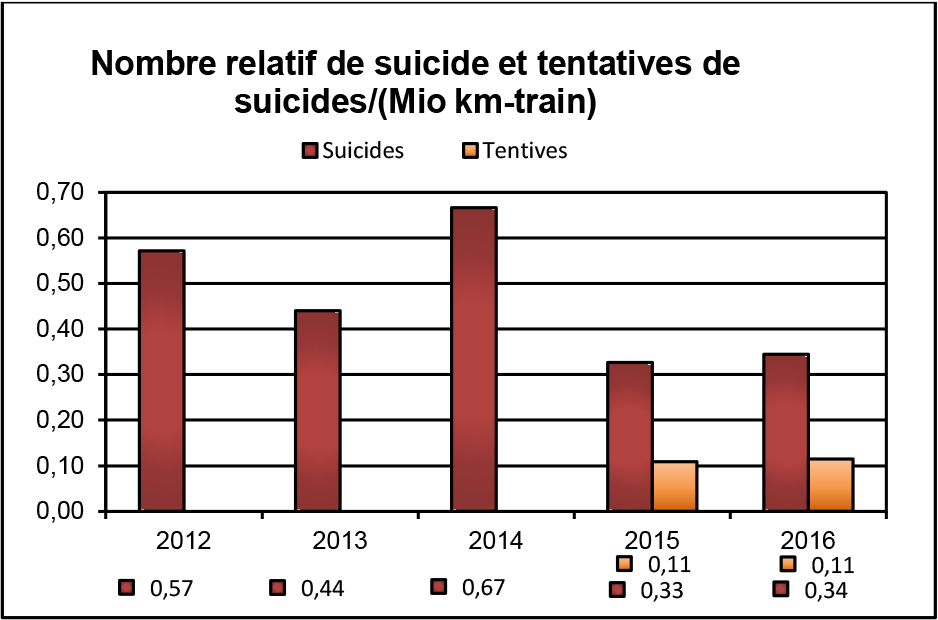 Nombre relatif de suicide et tentatives de
suicides/(Mio km-train)
Suicides Tentives
0,70
0,60
0,50
0,40
0,30
0,20
0,10
0,00
2012 2013 2014 2015 2016
0,11 0,11
0,57 0,44 0,67 0,33 0,34